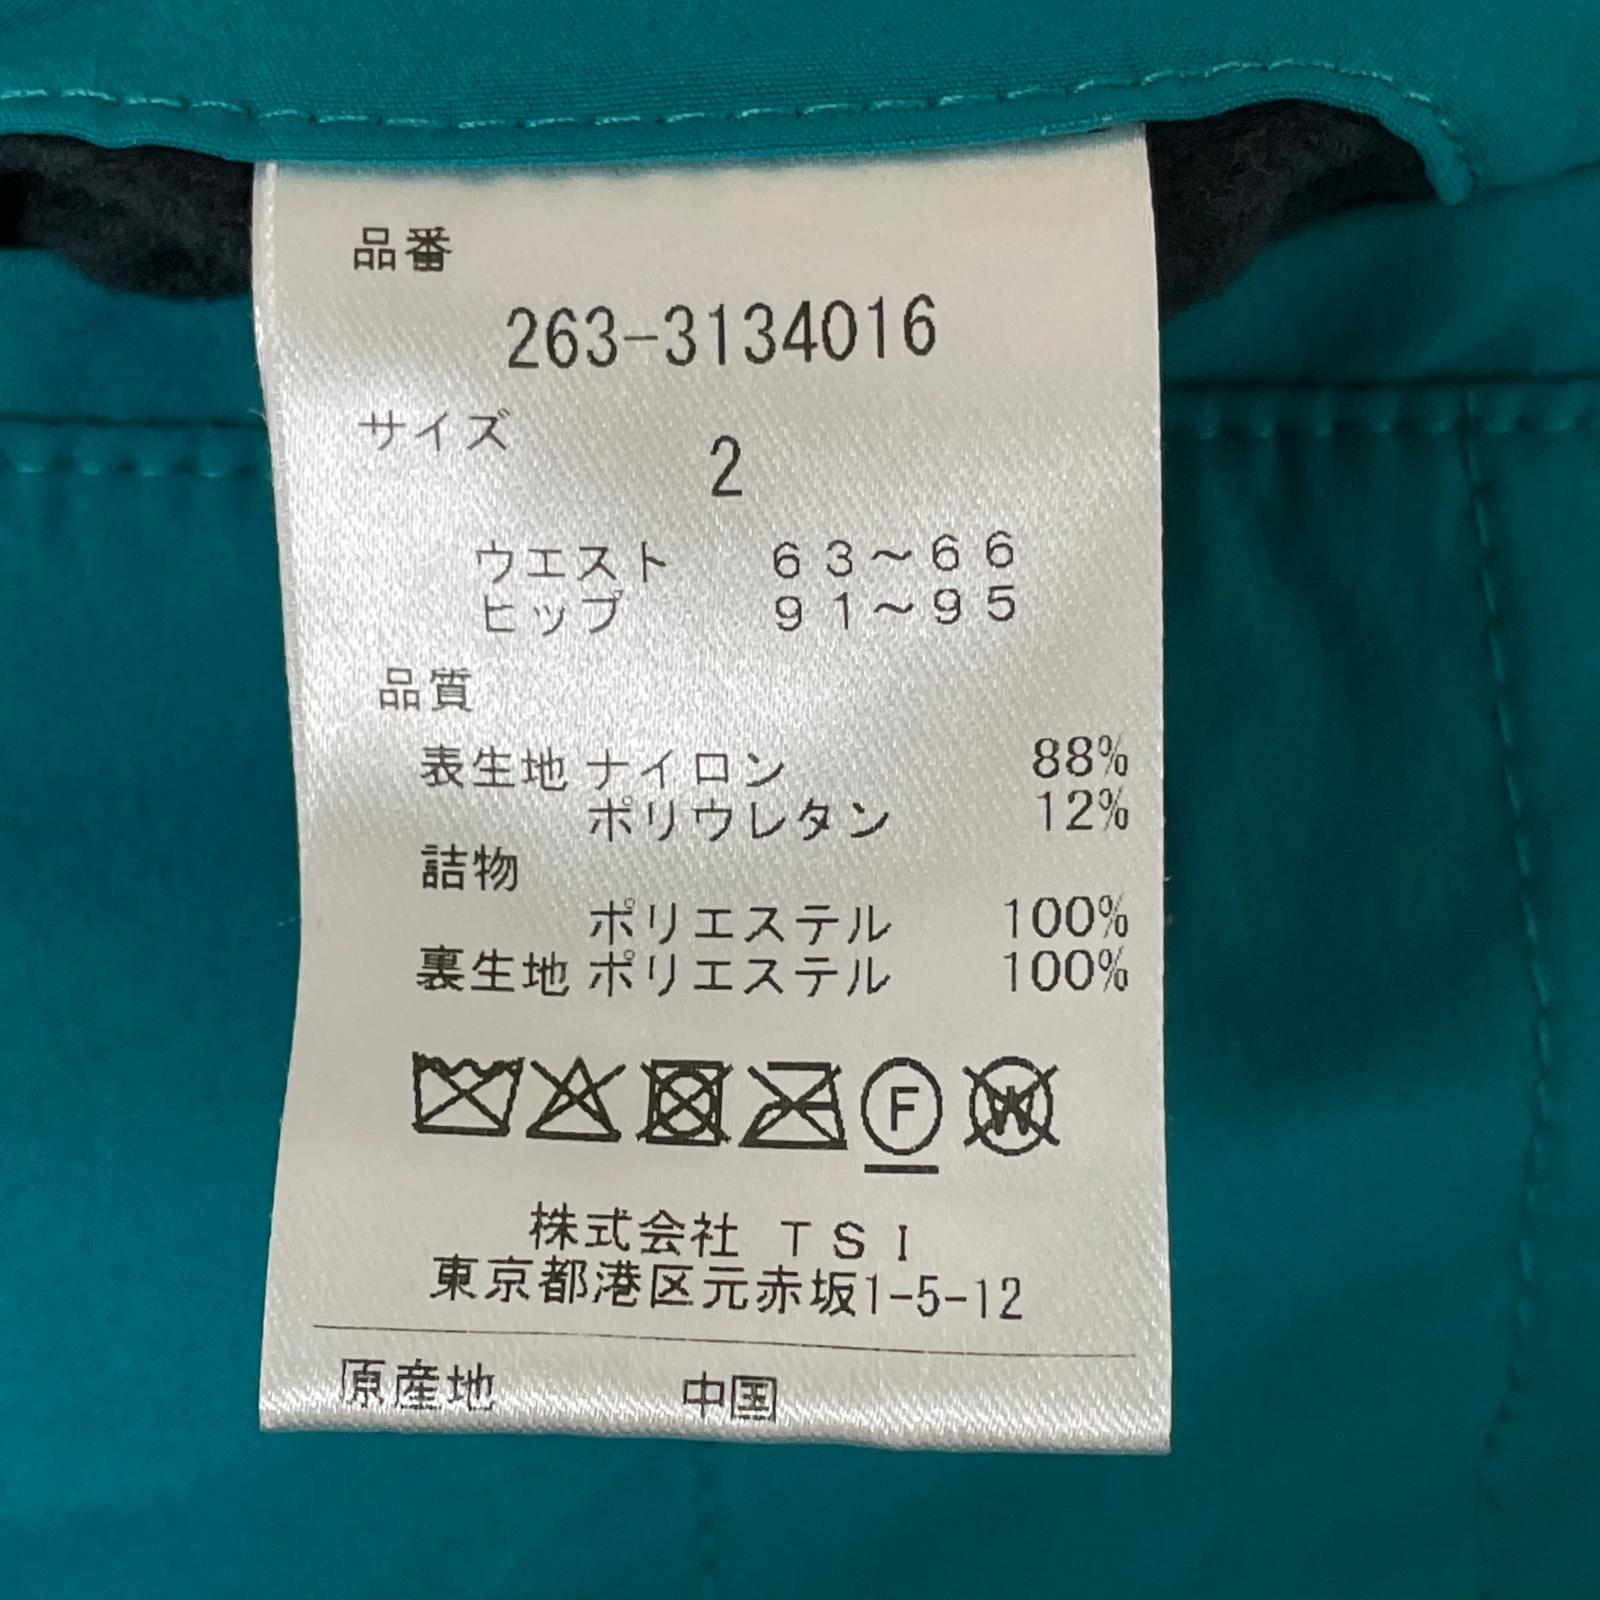 品番
263-3134016
サイズ
2
ウエスト 63～66
ヒップ 91～95
品質
表生地 ナイロン 88%
ポリウレタン 12%
詰物
ポリエステル 100%
裏生地 ポリエステル 100%
F W
株式会社 TSI
東京都港区元赤坂1-5-12
原産地 中国